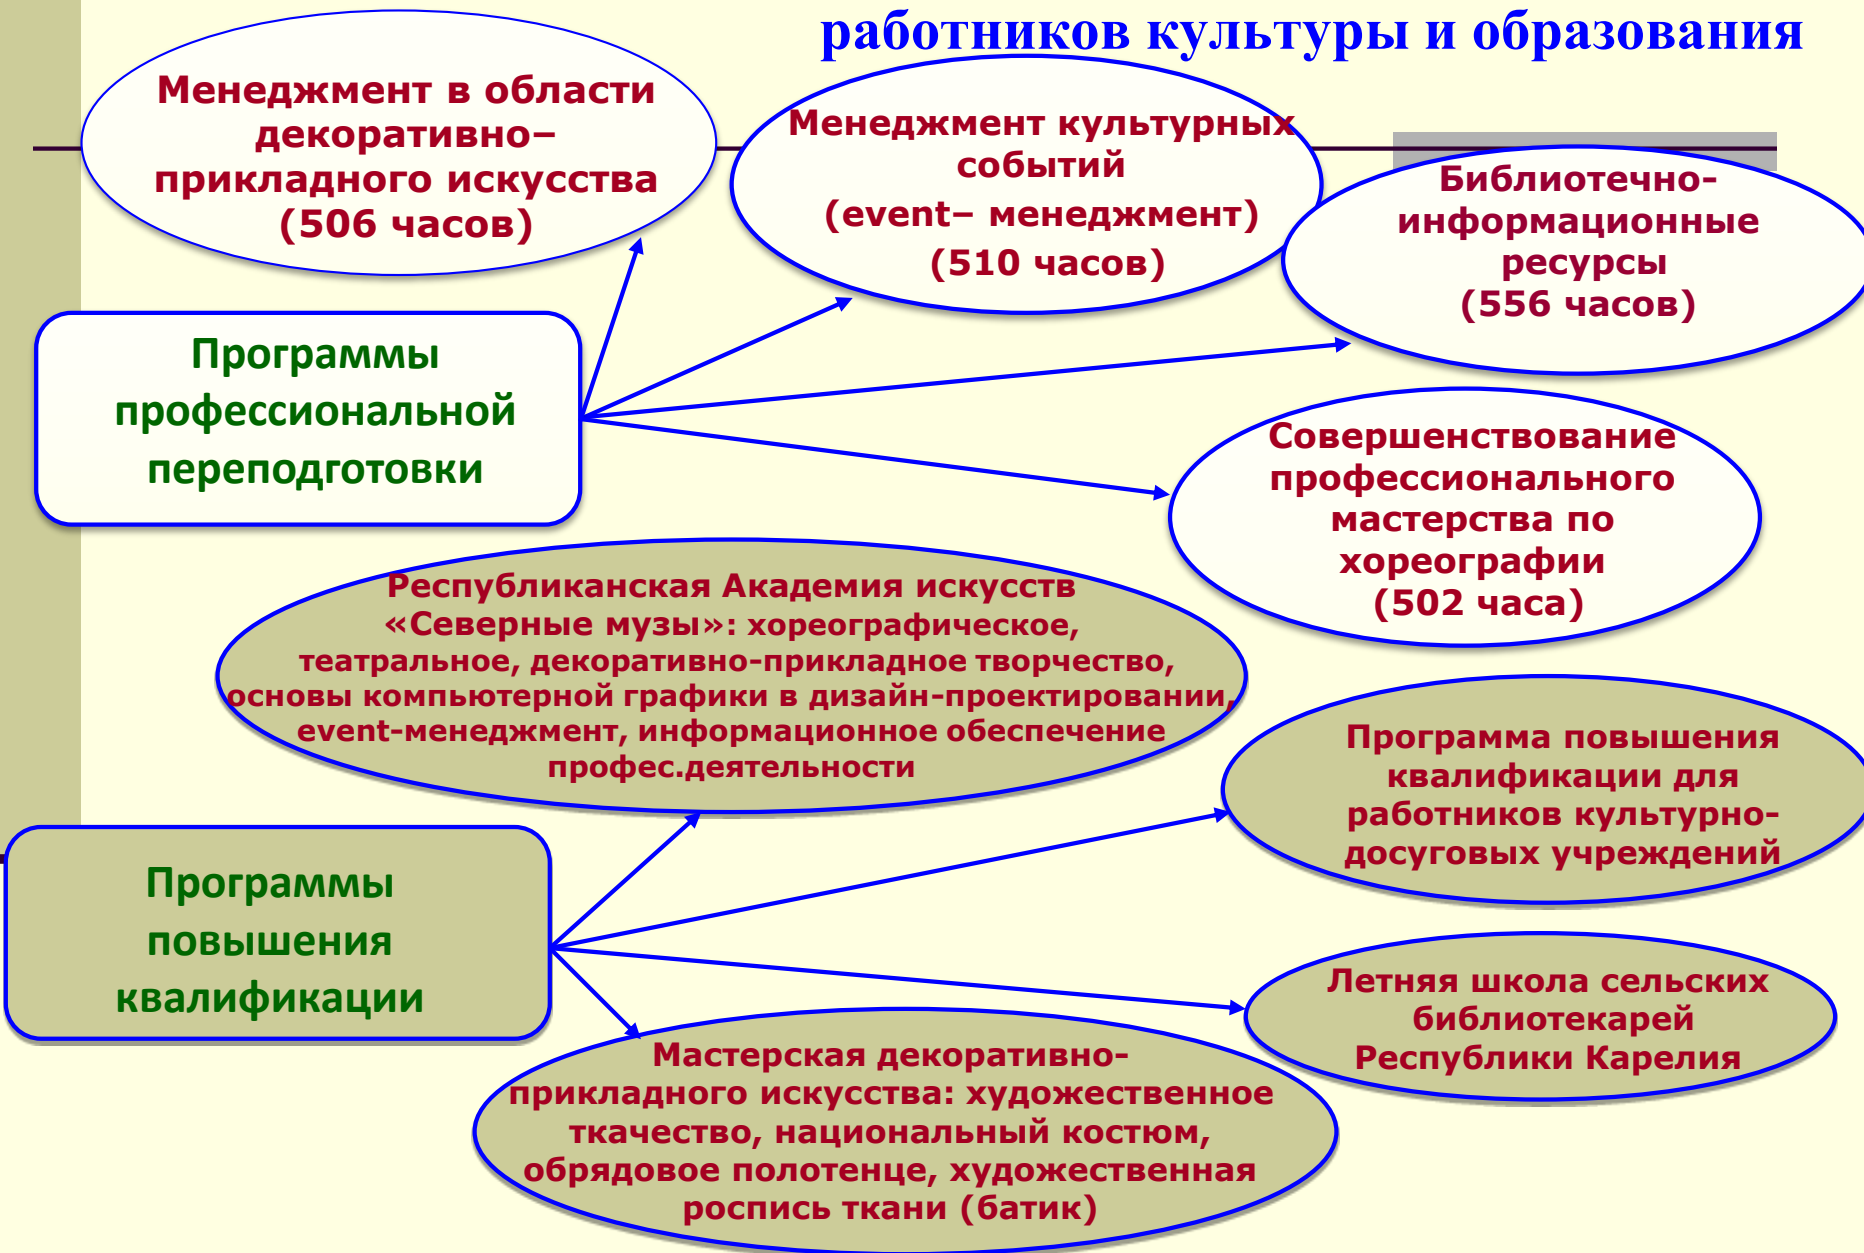 работников культуры и образования
Менеджмент в области
декоративно–
прикладного искусства
(506 часов)
Менеджмент культурных
событий
(event– менеджмент)
(510 часов)
Библиотечно-
информационные
ресурсы
(556 часов)
Программы
профессиональной
переподготовки
Совершенствование
профессионального
мастерства по
хореографии
(502 часа)
Республиканская Академия искусств
«Северные музы»: хореографическое,
театральное, декоративно-прикладное творчество,
основы компьютерной графики в дизайн-проектировании,
event-менеджмент, информационное обеспечение
профес.деятельности
Программа повышения
квалификации для
работников культурно-
досуговых учреждений
Программы
повышения
квалификации
Летняя школа сельских
библиотекарей
Республики Карелия
Мастерская декоративно-
прикладного искусства: художественное
ткачество, национальный костюм,
обрядовое полотенце, художественная
роспись ткани (батик)